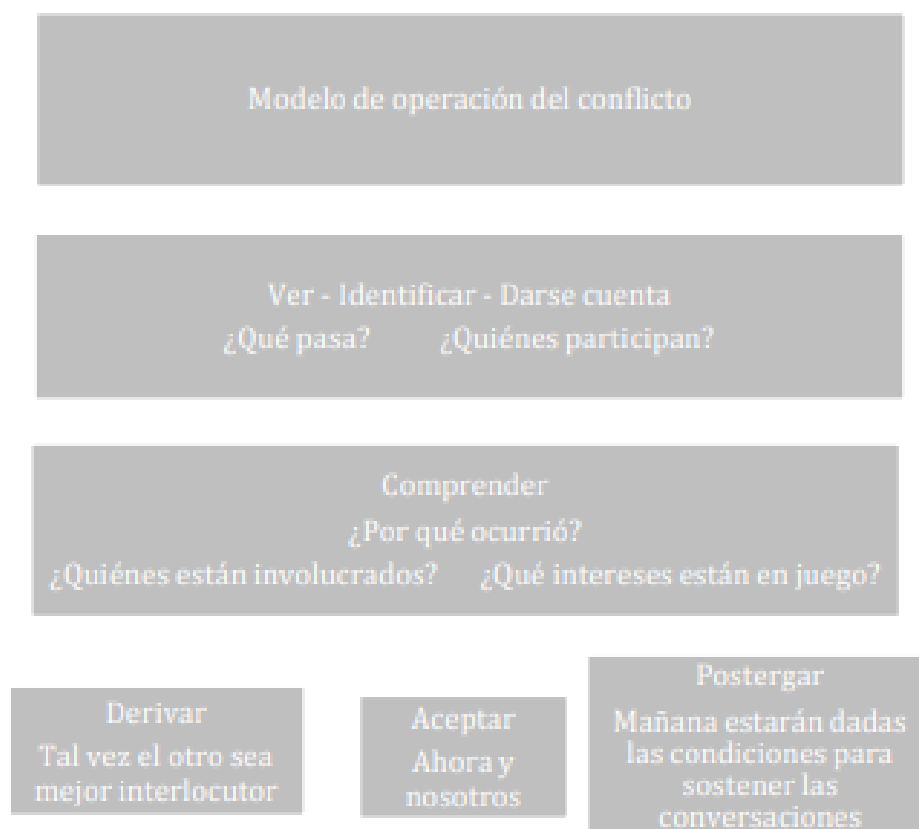 Modelo de operación del conflicto
Ver - Identificar - Darse cuenta
¿Qué pasa? ¿Quiénes participan?
Comprender
¿Por qué ocurrió?
¿Quiénes están involucrados? ¿Qué intereses están en juego?
Derivar
Tal vez el otro sea
mejor interlocutor
Aceptar
Ahora y
nosotros
Postergar
Mañana estarán dadas
las condiciones para
sostener las
conversaciones